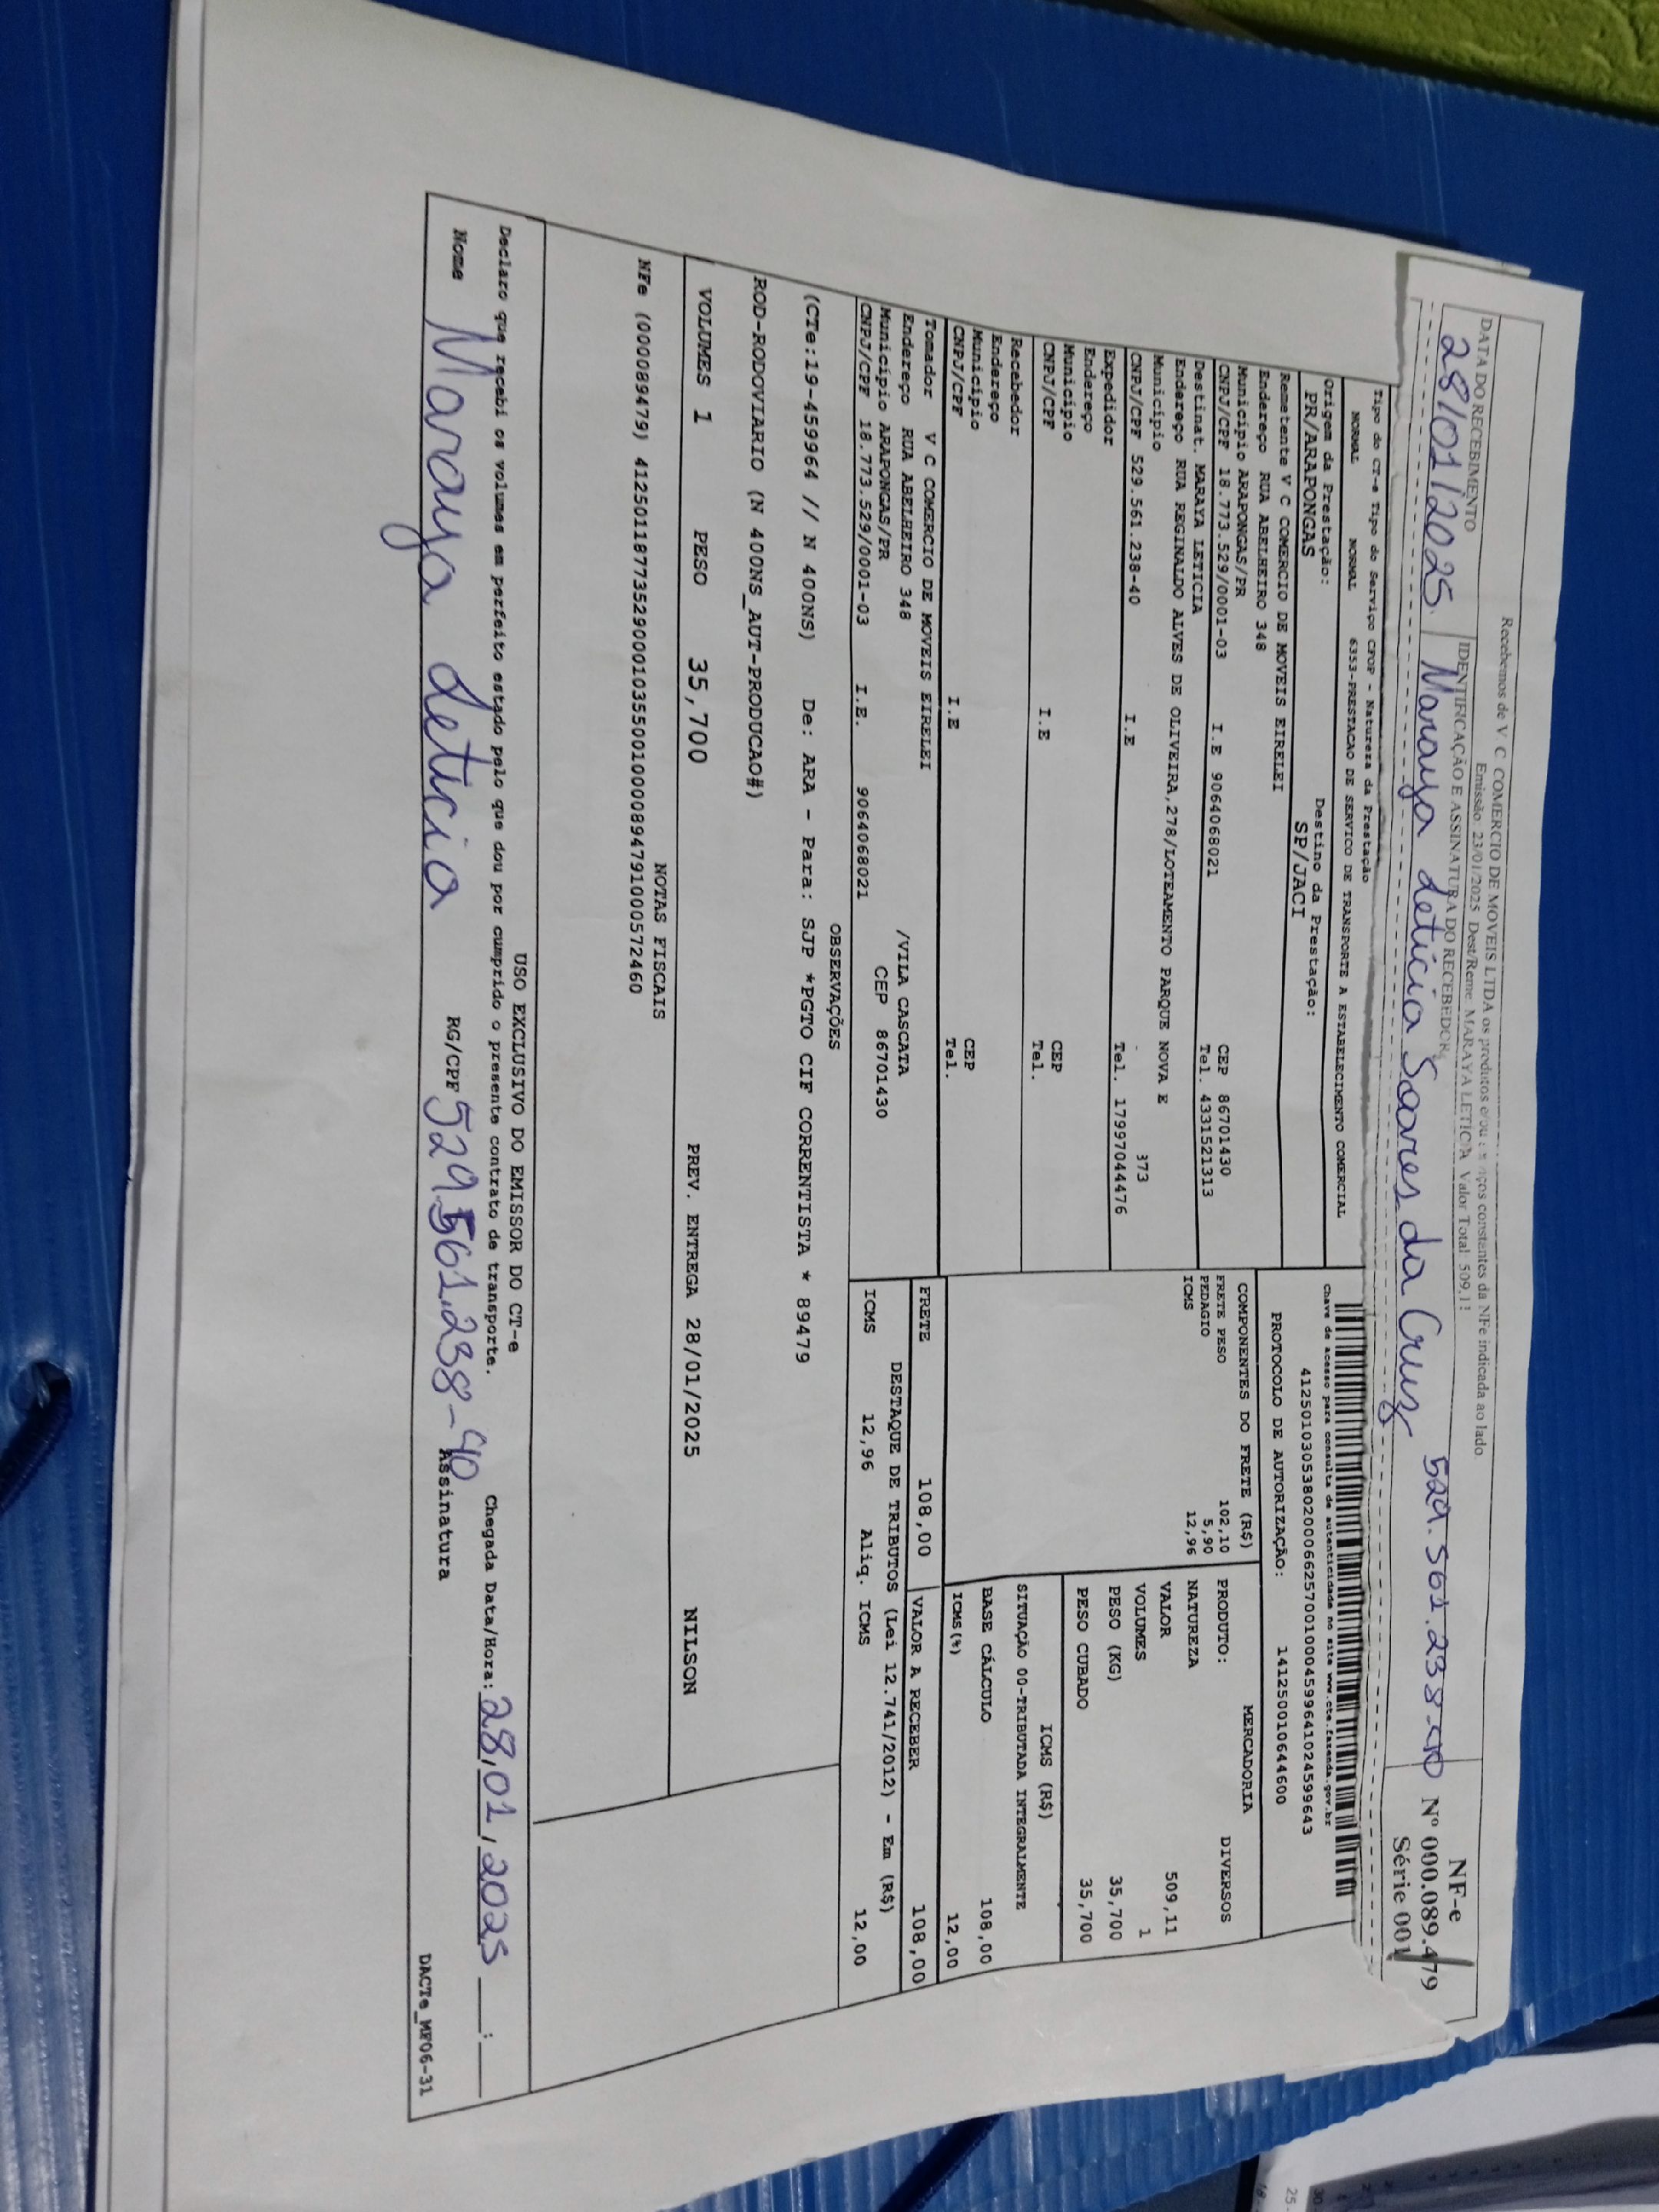 Recebemos de V C COMERCIO DE MOVEIS LTDA os produtos e/ou constantes da NFe indicada ao lado.
Emissão: 23/01/2025 Dest/Reme: MARAYA LETICIA Valor Total: 509,11
DATA DO RECEBIMENTO
IDENTIFICAÇÃO E ASSINATURA DO RECEBEDOR
28/01/2025 Maraya Leticia Soares da Cruz 529.561.238-40
NF-e
Nº 000.089.479
Série 001
Tipo do CT-e Tipo do Serviço CFOP - Natureza da Prestação
NORMAL NORMAL 6353-PRESTACAO DE SERVICO DE TRANSPORTE A ESTABELECIMENTO COMERCIAL
Chave de acesso para consulta de autenticidade no site www.cte.fazenda.gov.br
41250103053802000662570010004599641024599643
Origem da Prestação:
PR/ARAPONGAS
Destino da Prestação:
SP/JACI
PROTOCOLO DE AUTORIZAÇÃO: 141250010644600
Remetente V C COMERCIO DE MOVEIS EIRELEI
Endereço RUA ABELHEIRO 348
Município ARAPONGAS/PR CEP 86701430
CNPJ/CPF 18.773.529/0001-03 I.E 9064068021 Tel. 4331521313
Destinat. MARAYA LETICIA
Endereço RUA REGINALDO ALVES DE OLIVEIRA,278/LOTEAMENTO PARQUE NOVA E
Município 373
CNPJ/CPF 529.561.238-40 I.E Tel. 17997044476
Expedidor
Endereço
Município CEP
CNPJ/CPF I.E Tel.
Recebedor
Endereço
Município CEP
CNPJ/CPF I.E Tel.
Tomador V C COMERCIO DE MOVEIS EIRELEI
Endereço RUA ABELHEIRO 348 /VILA CASCATA
Município ARAPONGAS/PR CEP 86701430
CNPJ/CPF 18.773.529/0001-03 I.E. 9064068021
COMPONENTES DO FRETE (R$)
FRETE PESO 102,10
PEDAGIO 5,90
ICMS 12,96
MERCADORIA
PRODUTO: DIVERSOS
NATUREZA
VALOR 509,11
VOLUMES 1
PESO (KG) 35,700
PESO CUBADO 35,700
ICMS (R$)
SITUAÇÃO 00-TRIBUTADA INTEGRALMENTE
BASE CÁLCULO 108,00
ICMS(%) 12,00
FRETE 108,00 VALOR A RECEBER 108,00
DESTAQUE DE TRIBUTOS (Lei 12.741/2012) - Em (R$)
ICMS 12,96 Aliq. ICMS 12,00
OBSERVAÇÕES
(CTe:19-459964 // N 400NS) De: ARA - Para: SJP *PGTO CIF CORRENTISTA * 89479
ROD-RODOVIARIO (N 400NS_AUT-PRODUCAO#)
VOLUMES 1 PESO 35,700 PREV. ENTREGA 28/01/2025 NILSON
NOTAS FISCAIS
NFe (000089479) 41250118773529000103550010000894791000572460
USO EXCLUSIVO DO EMISSOR DO CT-e
Declaro que recebi os volumes em perfeito estado pelo que dou por cumprido o presente contrato de transporte. Chegada Data/Hora: 28/01/2025 __:__
Nome Maraya Leticia RG/CPF 529.561.238-40 Assinatura
DACTe_MF06-31